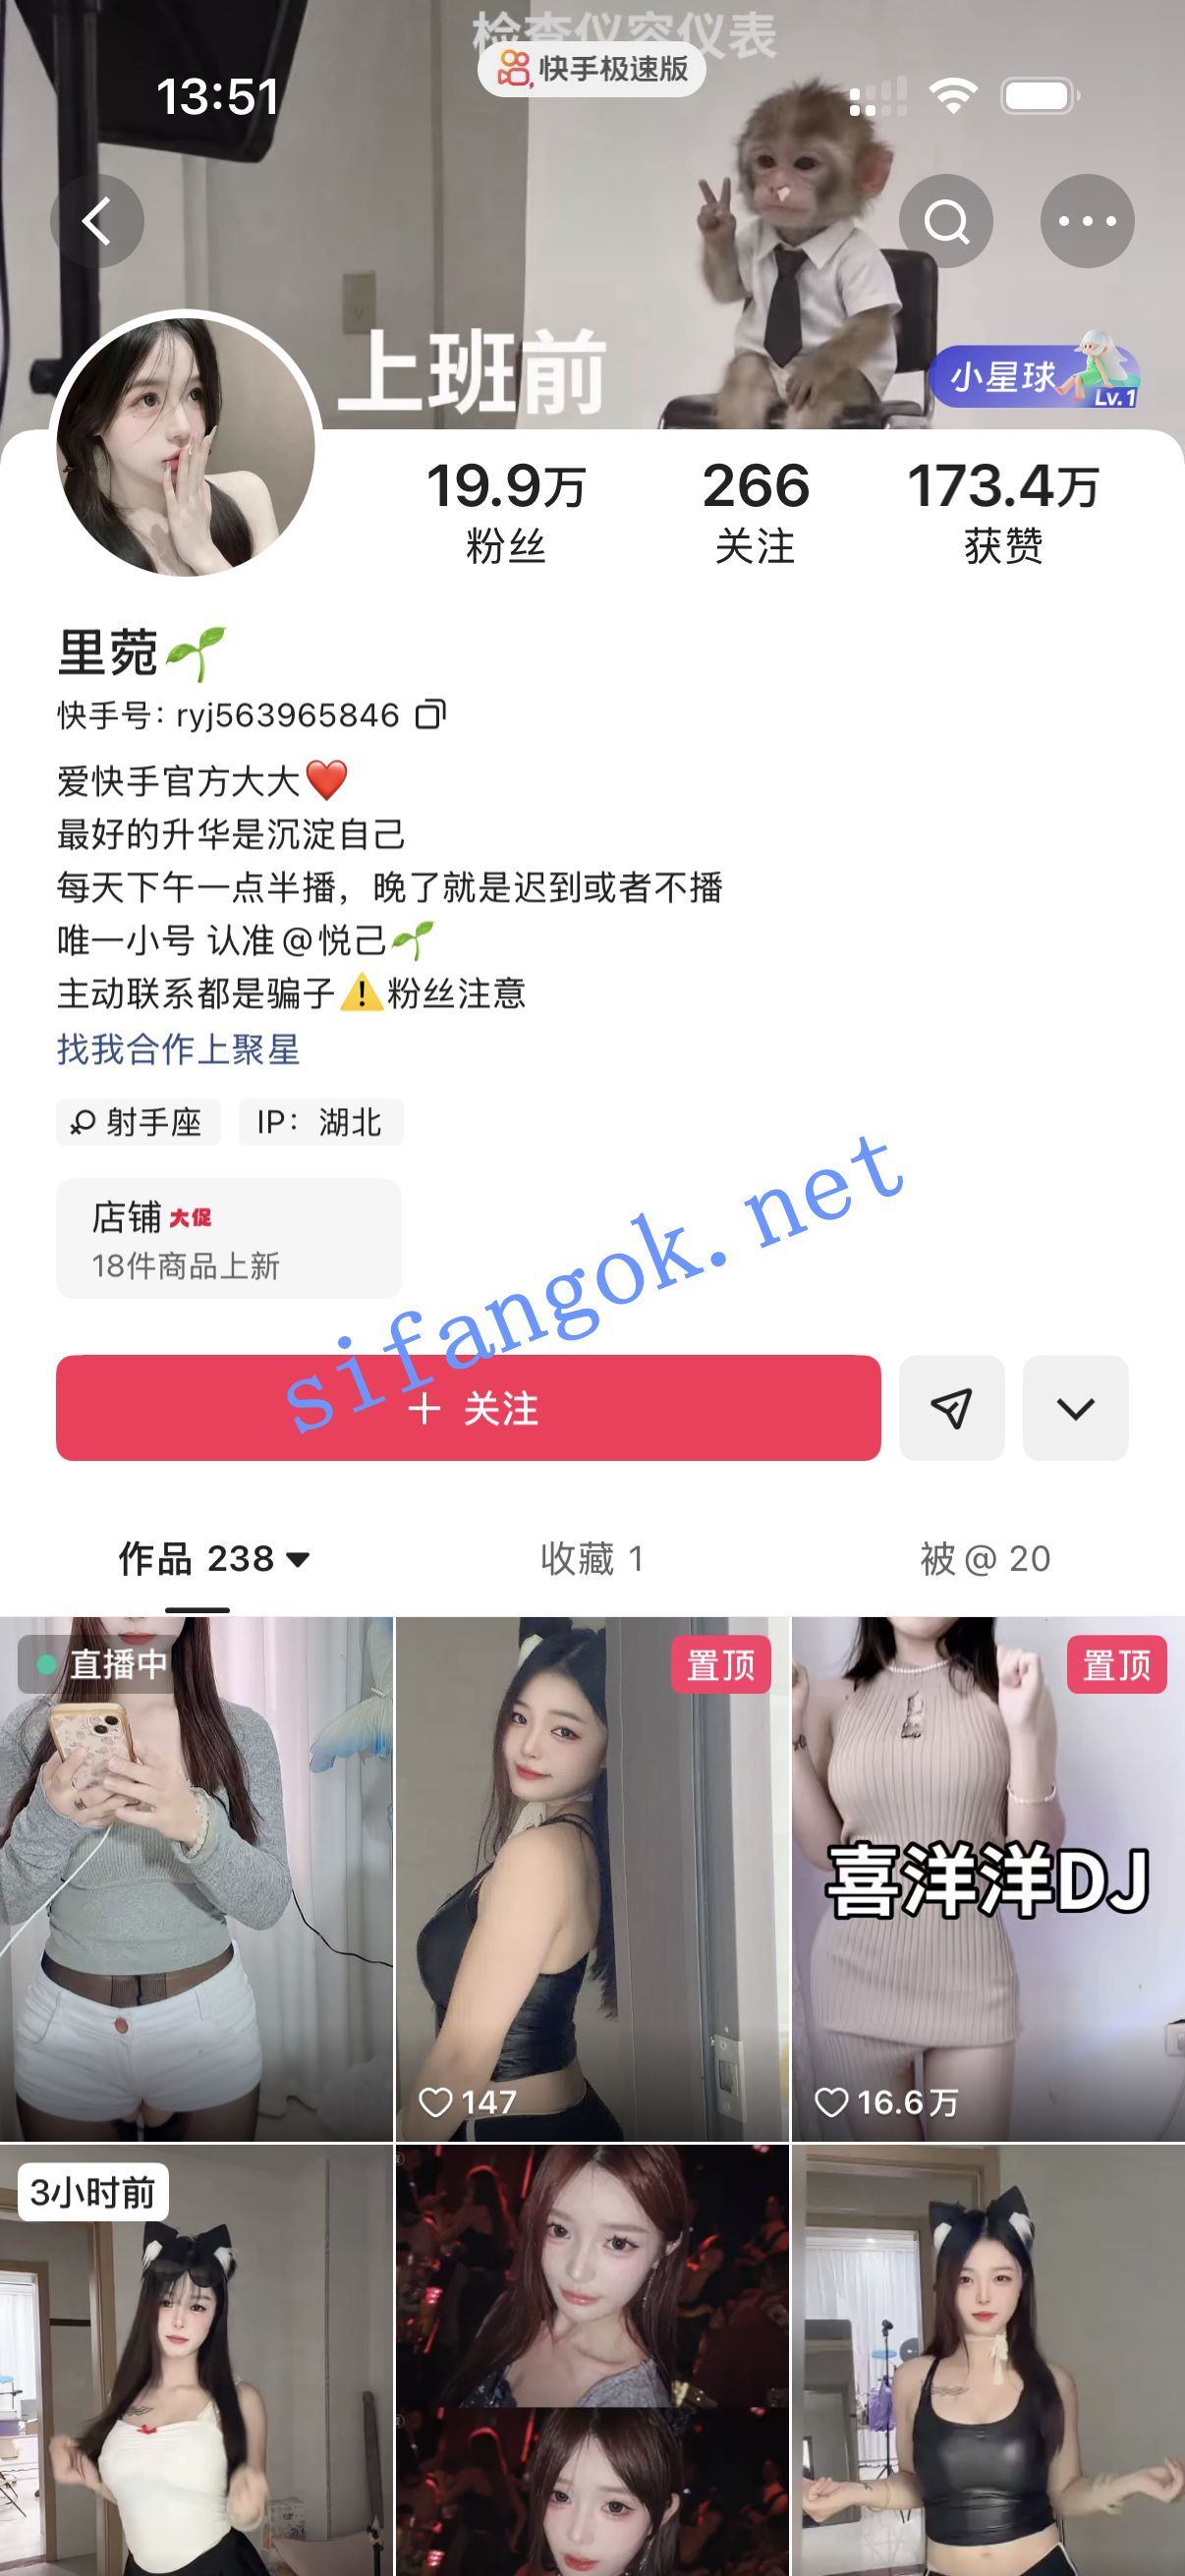 检查仪容仪表
快手极速版
13:51
上班前
小星球
Lv.1
19.9万 266 173.4万
粉丝 关注 获赞
里菀🌱
快手号：ryj563965846
爱快手官方大大❤️
最好的升华是沉淀自己
每天下午一点半播，晚了就是迟到或者不播
唯一小号 认准@悦己🌱
主动联系都是骗子⚠️粉丝注意
找我合作上聚星
射手座 IP：湖北
店铺 大促
18件商品上新
sifangok.net
＋ 关注
作品 238 收藏 1 被@ 20
直播中 置顶 置顶
喜洋洋DJ
147 16.6万
3小时前